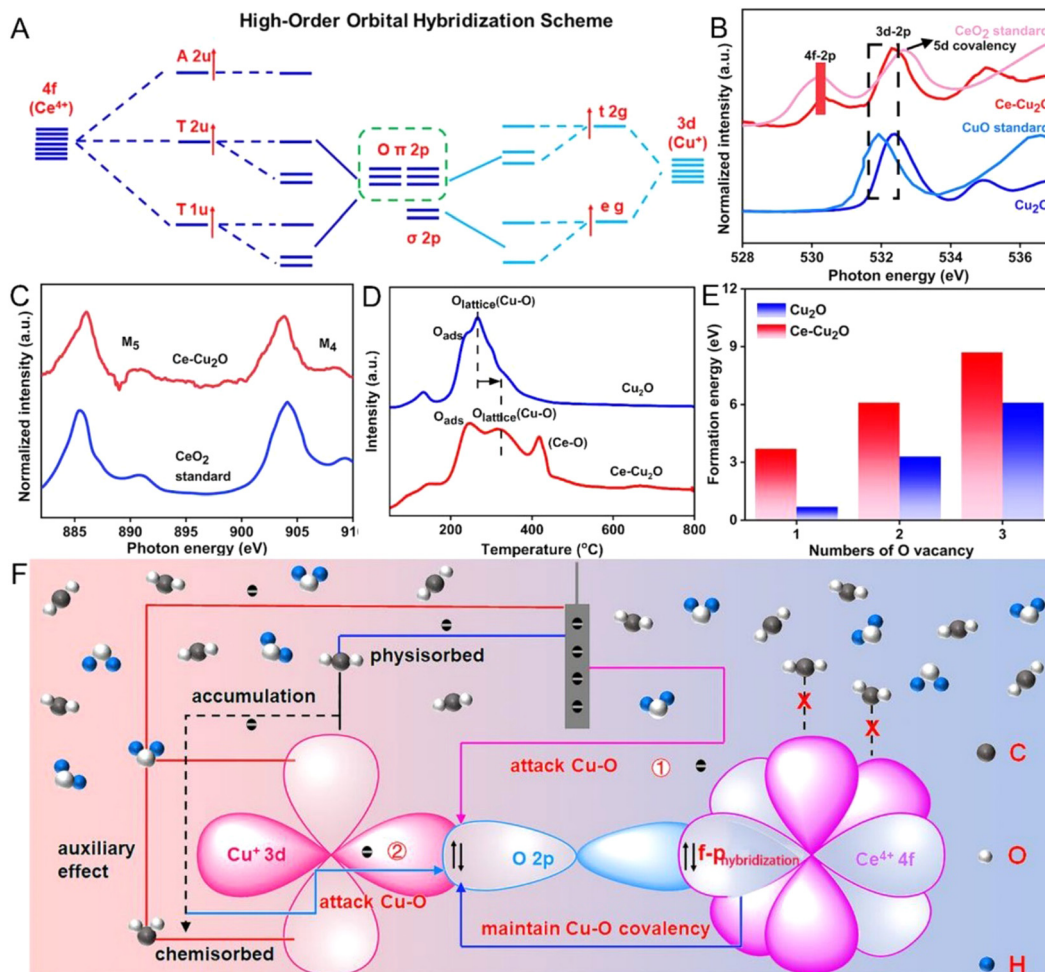 A
High-Order Orbital Hybridization Scheme
4f
(Ce4+)
A 2u
T 2u
T 1u
O π 2p
σ 2p
t 2g
e g
3d
(Cu+)
B
CeO2 standard
3d-2p
5d covalency
4f-2p
Ce-Cu2O
CuO standard
Cu2O
Normalized intensity (a.u.)
528 530 532 534 536
Photon energy (eV)
C
M5
Ce-Cu2O
M4
CeO2
standard
Normalized intensity (a.u.)
885 890 895 900 905 910
Photon energy (eV)
D
Olattice(Cu-O)
Oads
Cu2O
Oads
Olattice(Cu-O)
(Ce-O)
Ce-Cu2O
Intensity (a.u.)
200 400 600 800
Temperature (°C)
E
Cu2O
Ce-Cu2O
Formation energy (eV)
12
9
6
3
0
1 2 3
Numbers of O vacancy
F
physisorbed
accumulation
attack Cu-O ①
auxiliary
effect
Cu+ 3d
②
O 2p
f-p hybridization
Ce4+ 4f
attack Cu-O
maintain Cu-O covalency
chemisorbed
C
O
H